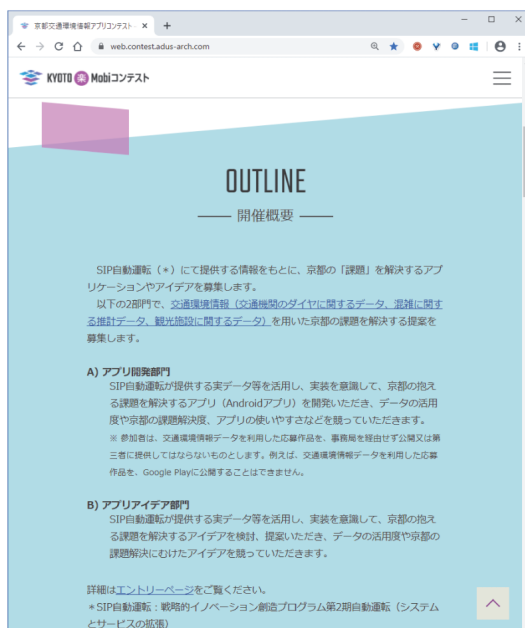 京都交通環境情報アプリコンテスト
web.contest.adus-arch.com
KYOTO 楽 Mobiコンテスト
OUTLINE
開催概要
SIP自動運転（*）にて提供する情報をもとに、京都の「課題」を解決するアプ
リケーションやアイデアを募集します。
以下の2部門で、交通環境情報（交通機関のダイヤに関するデータ、混雑に関す
る推計データ、観光施設に関するデータ）を用いた京都の課題を解決する提案を
募集します。
A) アプリ開発部門
SIP自動運転が提供する実データ等を活用し、実装を意識して、京都の抱え
る課題を解決するアプリ（Androidアプリ）を開発いただき、データの活用
度や京都の課題解決度、アプリの使いやすさなどを競っていただきます。
※ 参加者は、交通環境情報データを利用した応募作品を、事務局を経由せず公開又は第
三者に提供してはならないものとします。例えば、交通環境情報データを利用した応募
作品を、Google Playに公開することはできません。
B) アプリアイデア部門
SIP自動運転が提供する実データ等を活用し、実装を意識して、京都の抱え
る課題を解決するアイデアを検討、提案いただき、データの活用度や京都の
課題解決にむけたアイデアを競っていただきます。
詳細はエントリーページをご覧ください。
*SIP自動運転：戦略的イノベーション創造プログラム第2期自動運転（システム
とサービスの拡張）